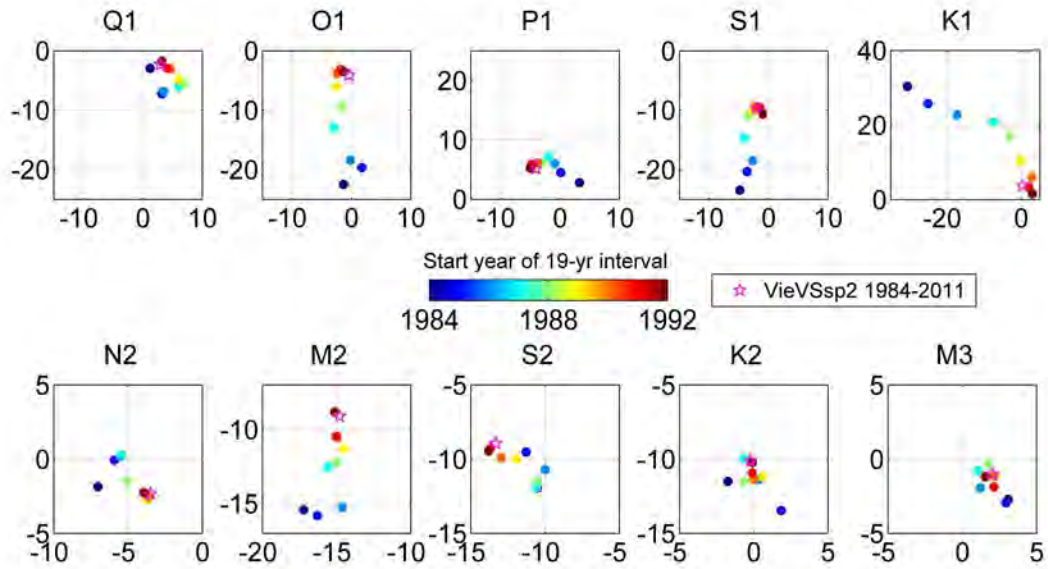 Q1 O1 P1 S1 K1
0 0 20 0 40
-10 -10 10 -10 20
-20 -20 0 -20 0
-10 0 10 -10 0 10 -10 0 10 -10 0 10 -20 -10 0
Start year of 19-yr interval
1984 1988 1992
VieVSsp2 1984-2011
N2 M2 S2 K2 M3
5 -5 -5 5
0 -10 -10 -10 0
-5 -15 -15 -15 -5
-10 -5 0 -20 -15 -10 -15 -10 -5 -5 0 5 -5 0 5